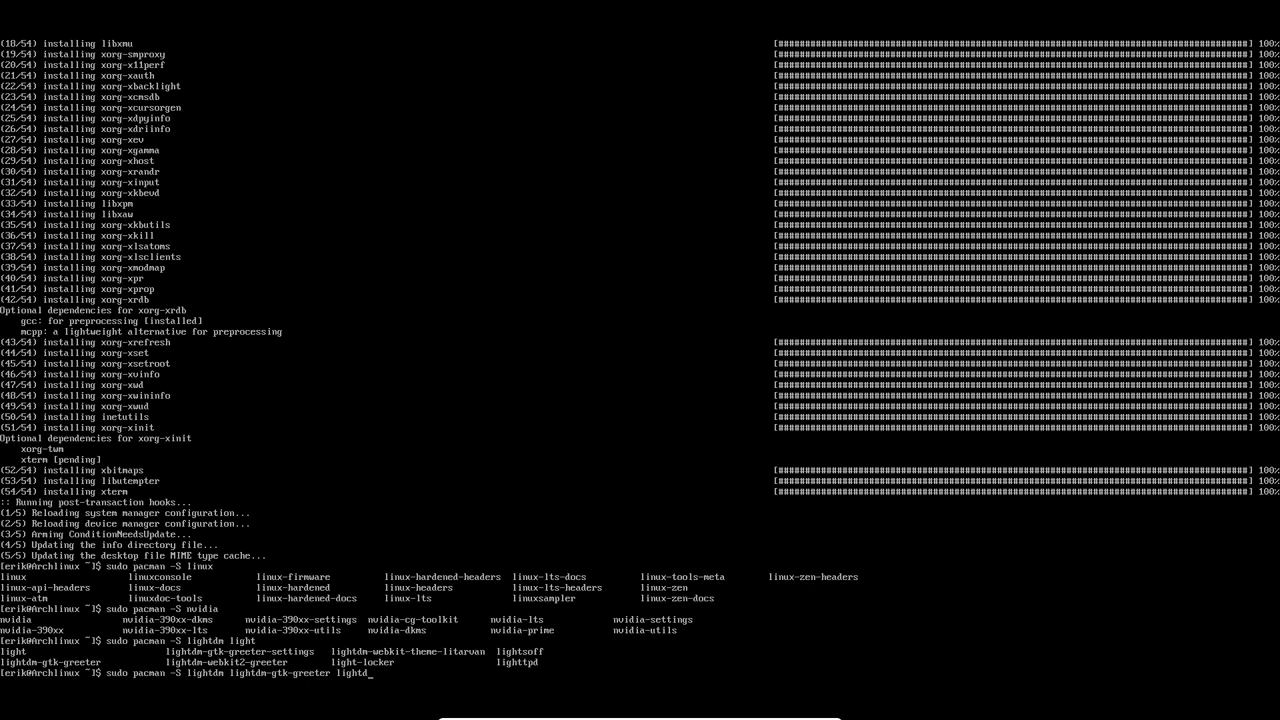 (18/54) installing libxmu [################################################################################] 100%
(19/54) installing xorg-smproxy [################################################################################] 100%
(20/54) installing xorg-x11perf [################################################################################] 100%
(21/54) installing xorg-xauth [################################################################################] 100%
(22/54) installing xorg-xbacklight [################################################################################] 100%
(23/54) installing xorg-xcmsdb [################################################################################] 100%
(24/54) installing xorg-xcursorgen [################################################################################] 100%
(25/54) installing xorg-xdpyinfo [################################################################################] 100%
(26/54) installing xorg-xdriinfo [################################################################################] 100%
(27/54) installing xorg-xev [################################################################################] 100%
(28/54) installing xorg-xgamma [################################################################################] 100%
(29/54) installing xorg-xhost [################################################################################] 100%
(30/54) installing xorg-xrandr [################################################################################] 100%
(31/54) installing xorg-xinput [################################################################################] 100%
(32/54) installing xorg-xkbevd [################################################################################] 100%
(33/54) installing libxpm [################################################################################] 100%
(34/54) installing libxaw [################################################################################] 100%
(35/54) installing xorg-xkbutils [################################################################################] 100%
(36/54) installing xorg-xkill [################################################################################] 100%
(37/54) installing xorg-xlsatoms [################################################################################] 100%
(38/54) installing xorg-xlsclients [################################################################################] 100%
(39/54) installing xorg-xmodmap [################################################################################] 100%
(40/54) installing xorg-xpr [################################################################################] 100%
(41/54) installing xorg-xprop [################################################################################] 100%
(42/54) installing xorg-xrdb [################################################################################] 100%
Optional dependencies for xorg-xrdb
gcc: for preprocessing [installed]
mcpp: a lightweight alternative for preprocessing
(43/54) installing xorg-xrefresh [################################################################################] 100%
(44/54) installing xorg-xset [################################################################################] 100%
(45/54) installing xorg-xsetroot [################################################################################] 100%
(46/54) installing xorg-xvinfo [################################################################################] 100%
(47/54) installing xorg-xwd [################################################################################] 100%
(48/54) installing xorg-xwininfo [################################################################################] 100%
(49/54) installing xorg-xwud [################################################################################] 100%
(50/54) installing inetutils [################################################################################] 100%
(51/54) installing xorg-xinit [################################################################################] 100%
Optional dependencies for xorg-xinit
xorg-twm
xterm [pending]
(52/54) installing xbitmaps [################################################################################] 100%
(53/54) installing libutempter [################################################################################] 100%
(54/54) installing xterm [################################################################################] 100%
:: Running post-transaction hooks...
(1/5) Reloading system manager configuration...
(2/5) Reloading device manager configuration...
(3/5) Arming ConditionNeedsUpdate...
(4/5) Updating the info directory file...
(5/5) Updating the desktop file MIME type cache...
[erik@Archlinux ~]$ sudo pacman -S linux
linux linuxconsole linux-firmware linux-hardened-headers linux-lts-docs linux-tools-meta linux-zen-headers
linux-api-headers linux-docs linux-hardened linux-headers linux-lts-headers linux-zen
linux-atm linuxdoc-tools linux-hardened-docs linux-lts linuxsampler linux-zen-docs
[erik@Archlinux ~]$ sudo pacman -S nvidia
nvidia nvidia-390xx-dkms nvidia-390xx-settings nvidia-cg-toolkit nvidia-lts nvidia-settings
nvidia-390xx nvidia-390xx-lts nvidia-390xx-utils nvidia-dkms nvidia-prime nvidia-utils
[erik@Archlinux ~]$ sudo pacman -S lightdm light
light lightdm-gtk-greeter-settings lightdm-webkit-theme-litarvan lightsoff
lightdm-gtk-greeter lightdm-webkit2-greeter light-locker lighttpd
[erik@Archlinux ~]$ sudo pacman -S lightdm lightdm-gtk-greeter lightd_